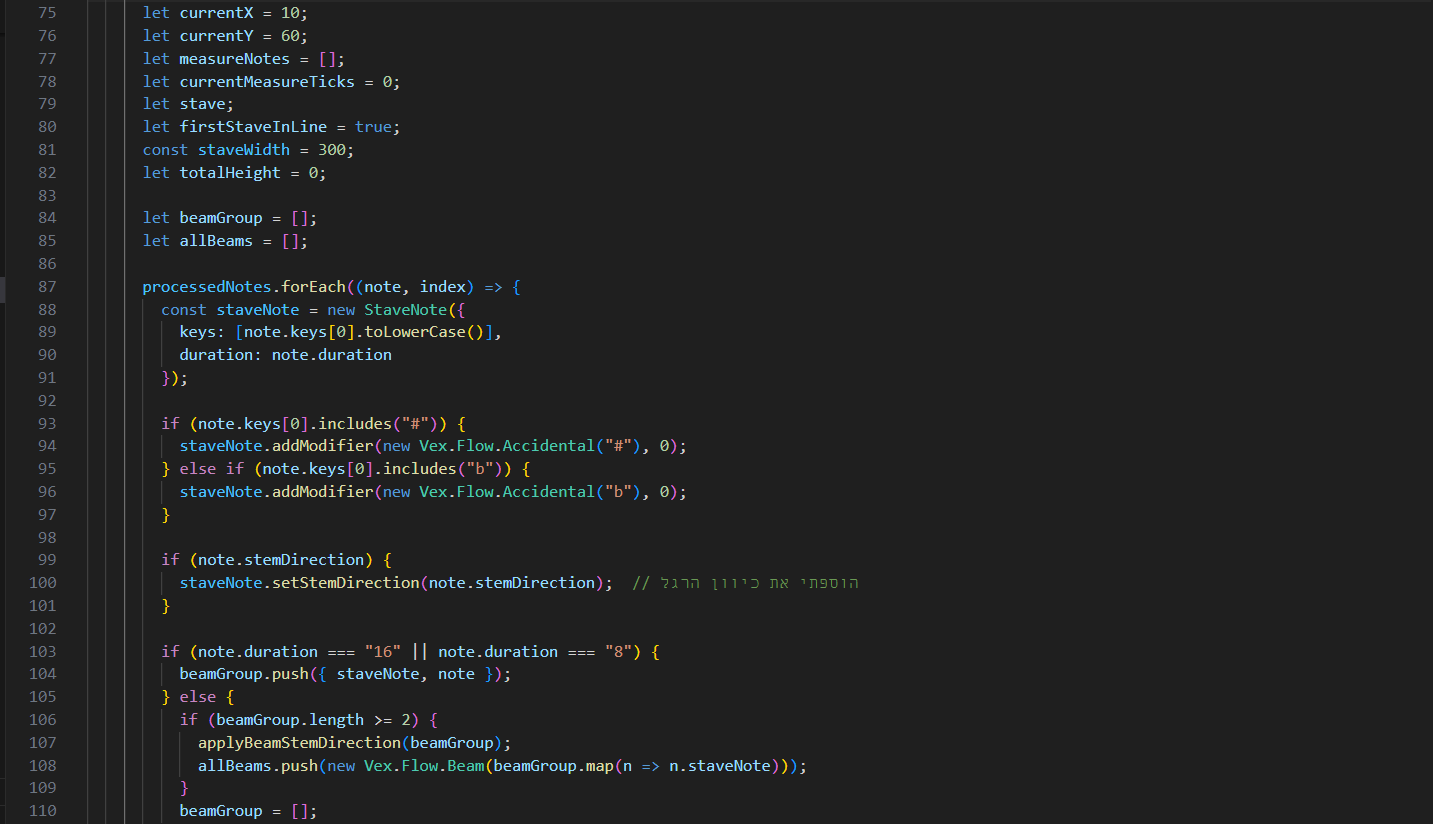 75 let currentX = 10;
76 let currentY = 60;
77 let measureNotes = [];
78 let currentMeasureTicks = 0;
79 let stave;
80 let firstStaveInLine = true;
81 const staveWidth = 300;
82 let totalHeight = 0;
83
84 let beamGroup = [];
85 let allBeams = [];
86
87 processedNotes.forEach((note, index) => {
88 const staveNote = new StaveNote({
89 keys: [note.keys[0].toLowerCase()],
90 duration: note.duration
91 });
92
93 if (note.keys[0].includes("#")) {
94 staveNote.addModifier(new Vex.Flow.Accidental("#"), 0);
95 } else if (note.keys[0].includes("b")) {
96 staveNote.addModifier(new Vex.Flow.Accidental("b"), 0);
97 }
98
99 if (note.stemDirection) {
100 staveNote.setStemDirection(note.stemDirection); // הוספתי את כיוון הרגל
101 }
102
103 if (note.duration === "16" || note.duration === "8") {
104 beamGroup.push({ staveNote, note });
105 } else {
106 if (beamGroup.length >= 2) {
107 applyBeamStemDirection(beamGroup);
108 allBeams.push(new Vex.Flow.Beam(beamGroup.map(n => n.staveNote)));
109 }
110 beamGroup = [];